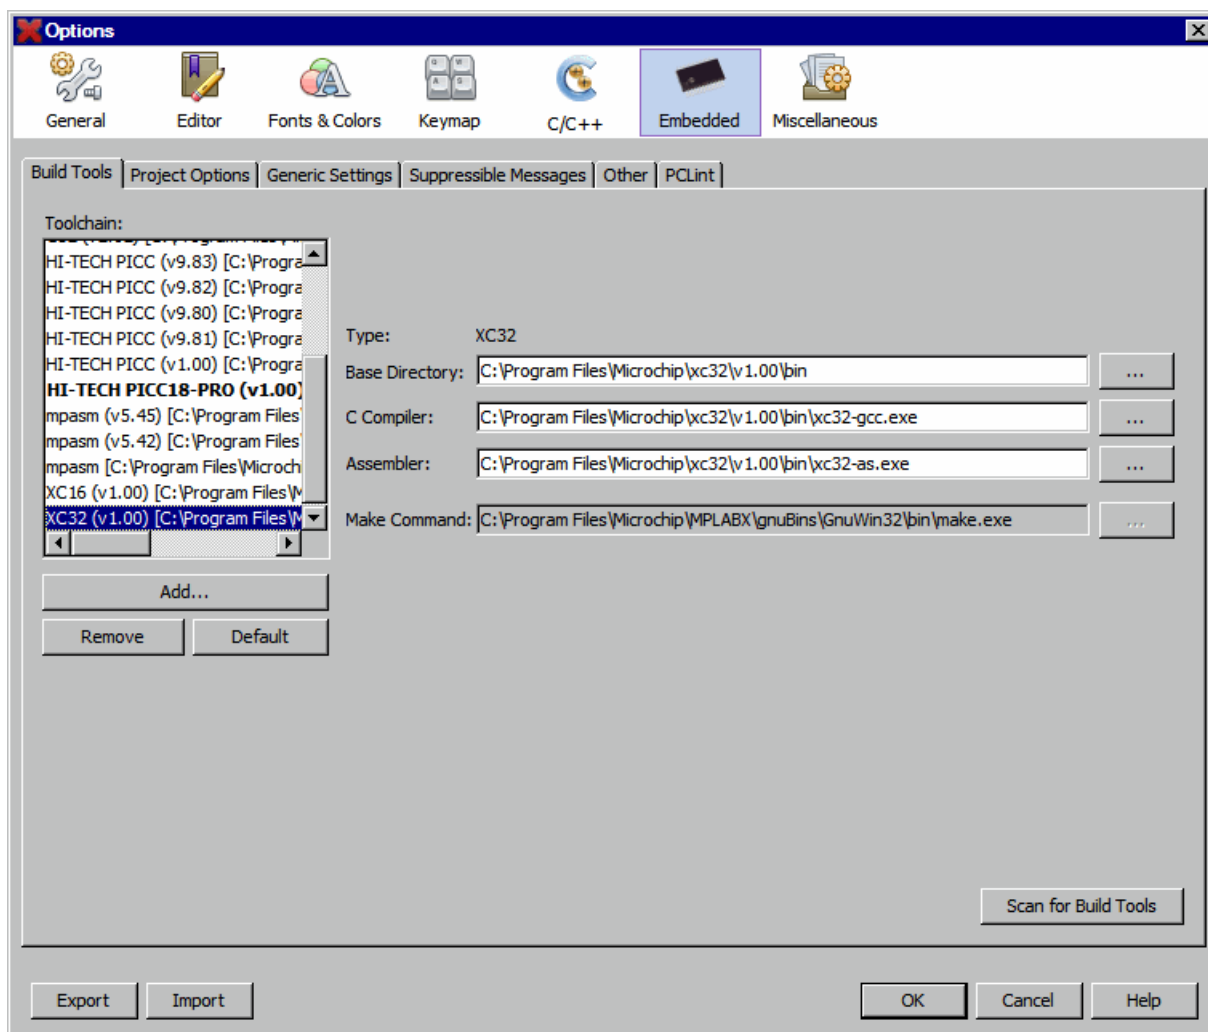 Options
General
Editor
Fonts & Colors
Keymap
C/C++
Embedded
Miscellaneous
Build Tools
Project Options
Generic Settings
Suppressible Messages
Other
PCLint
Toolchain:
HI-TECH PICC (v9.83) [C:\Progra
HI-TECH PICC (v9.82) [C:\Progra
HI-TECH PICC (v9.80) [C:\Progra
HI-TECH PICC (v9.81) [C:\Progra
HI-TECH PICC (v1.00) [C:\Progra
HI-TECH PICC18-PRO (v1.00)
mpasm (v5.45) [C:\Program Files
mpasm (v5.42) [C:\Program Files
mpasm [C:\Program Files\Microch
XC16 (v1.00) [C:\Program Files\M
XC32 (v1.00) [C:\Program Files\M
Add...
Remove
Default
Type: XC32
Base Directory: C:\Program Files\Microchip\xc32\v1.00\bin ...
C Compiler: C:\Program Files\Microchip\xc32\v1.00\bin\xc32-gcc.exe ...
Assembler: C:\Program Files\Microchip\xc32\v1.00\bin\xc32-as.exe ...
Make Command: C:\Program Files\Microchip\MPLABX\gnuBins\GnuWin32\bin\make.exe ...
Scan for Build Tools
Export
Import
OK
Cancel
Help